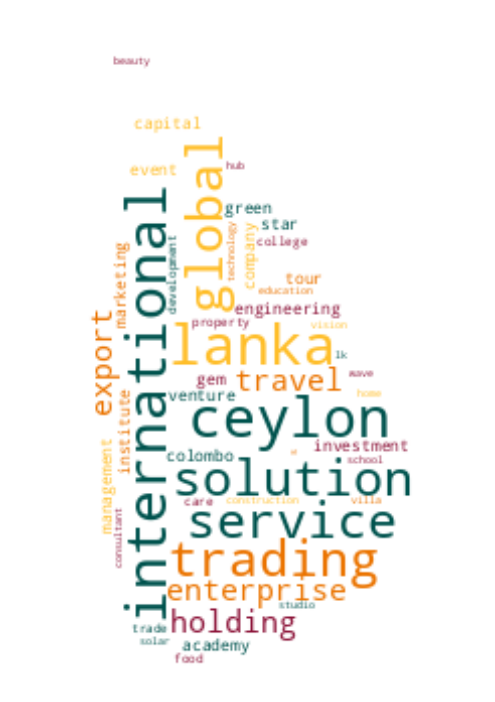 beauty
capital
event
hub
global
international
green
star
college
technology
company
development
marketing
tour
education
engineering
property
vision
export
lanka
lk
wave
gem
travel
home
venture
institute
ceylon
investment
colombo
school
management
solution
care
construction
villa
consultant
service
trading
enterprise
studio
holding
trade
solar
academy
food